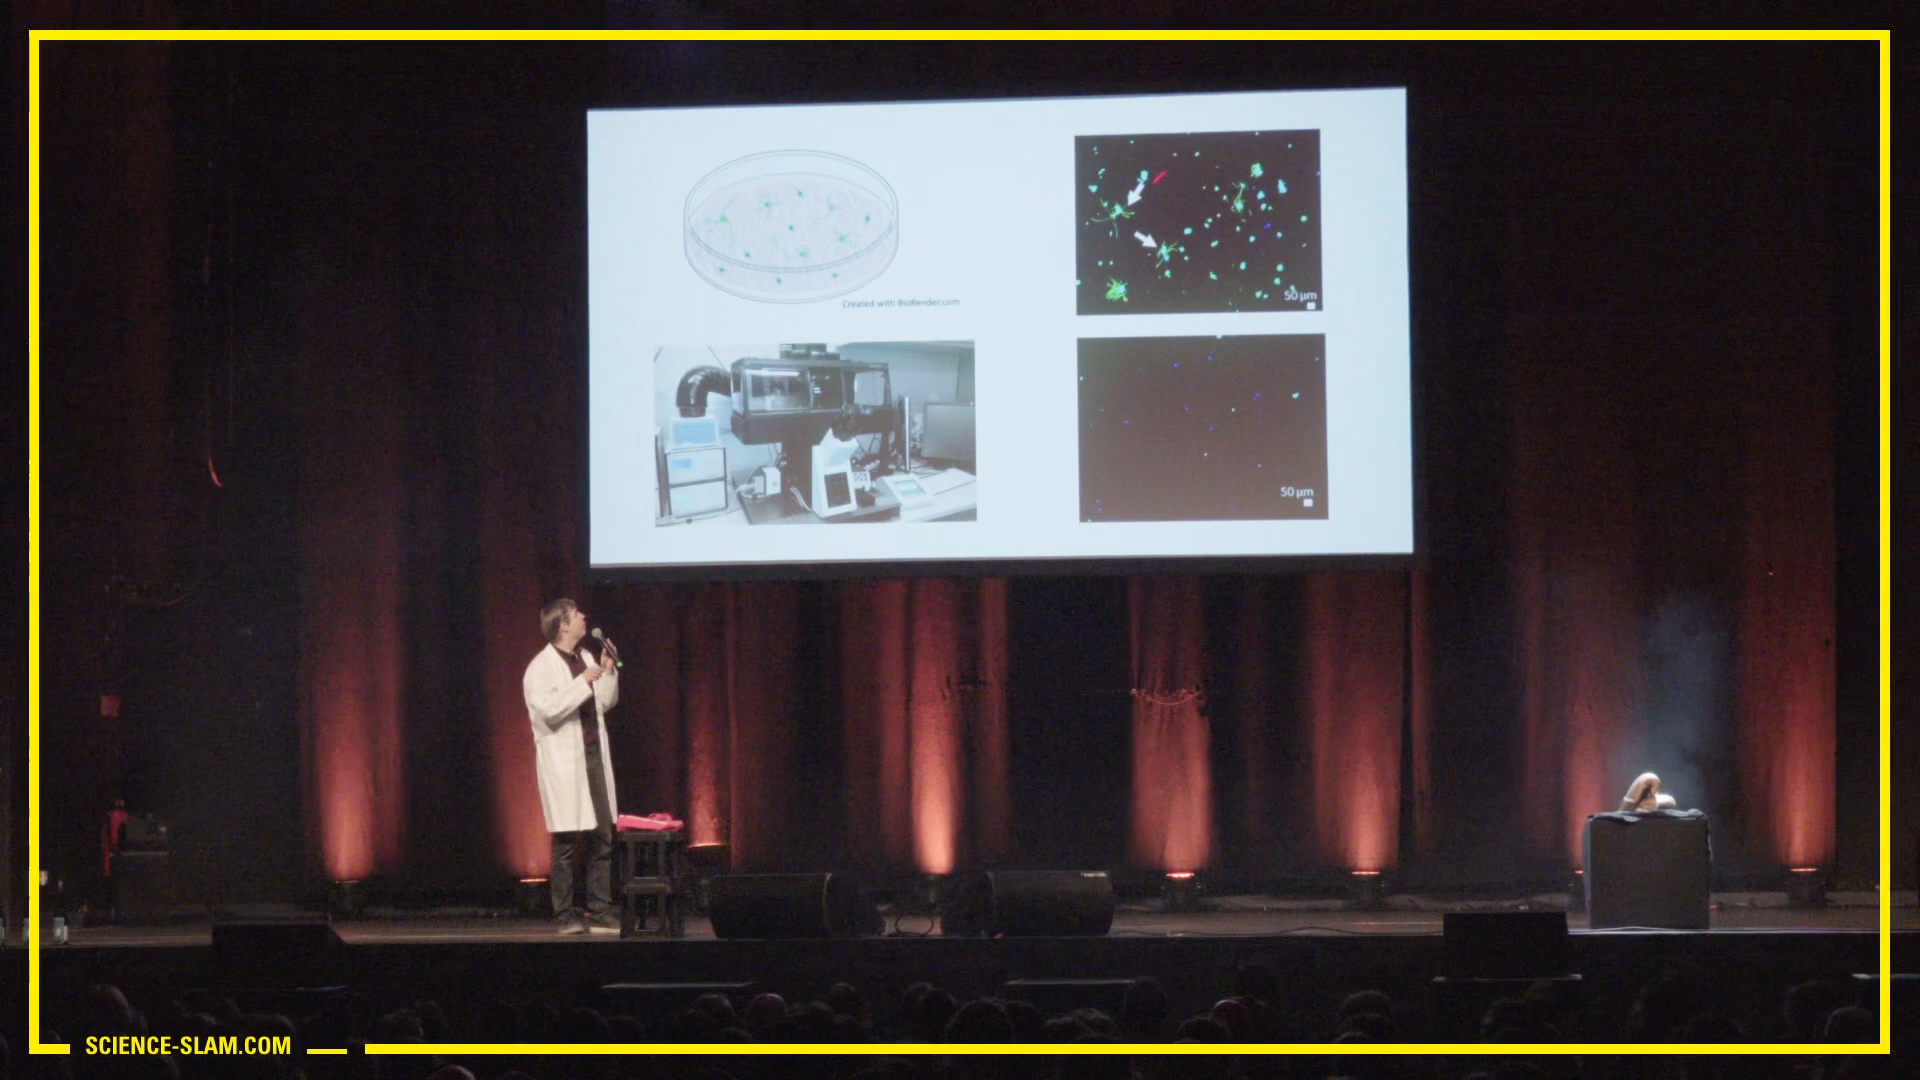 Created with BioRender.com
50 µm
50 µm
SCIENCE-SLAM.COM